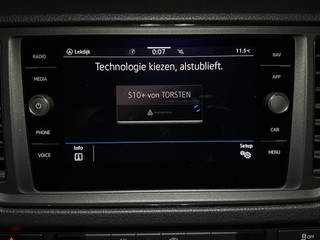 RADIO
Lekdijk
0:07
11.5°C
NAV
MEDIA
Technologie kiezen, alstublieft.
APP
S10+ von TORSTEN
PHONE
CAR
VOICE
Info
Setup
MENU
OFF